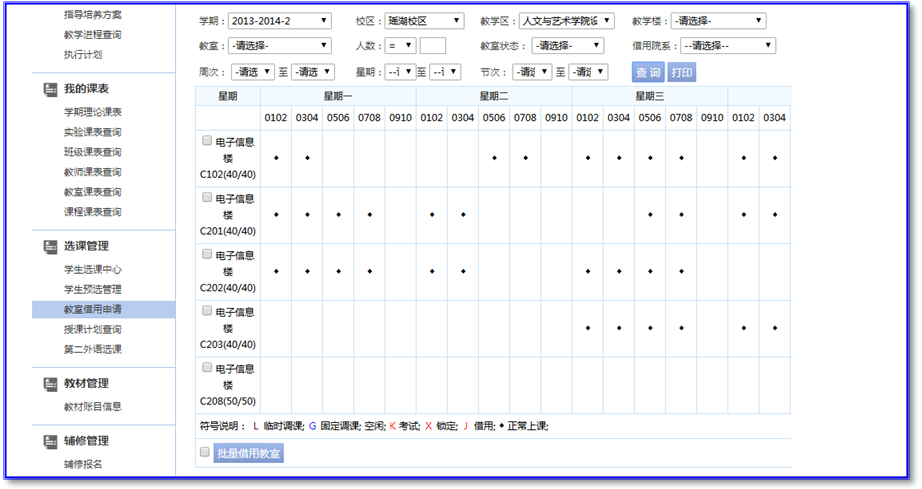 指导培养方案
教学进程查询
执行计划
我的课表
学期理论课表
实验课表查询
班级课表查询
教师课表查询
教室课表查询
课程课表查询
选课管理
学生选课中心
学生预选管理
教室借用申请
授课计划查询
第二外语选课
教材管理
教材账目信息
辅修管理
辅修报名
学期： 2013-2014-2 校区： 瑶湖校区 教学区： 人文与艺术学院设 教学楼： -请选择-
教室： -请选择- 人数： = 教室状态： -请选择- 借用院系： --请选择--
周次： -请选 至 -请选 星期： --i 至 --i 节次： -请选 至 -请选 查询 打印
星期 星期一 星期二 星期三
0102 0304 0506 0708 0910 0102 0304 0506 0708 0910 0102 0304 0506 0708 0910 0102 0304
电子信息
楼 ♦ ♦ ♦ ♦ ♦ ♦ ♦ ♦ ♦ ♦
C102(40/40)
电子信息
楼 ♦ ♦ ♦ ♦ ♦ ♦ ♦ ♦ ♦ ♦
C201(40/40)
电子信息
楼 ♦ ♦ ♦ ♦ ♦ ♦ ♦ ♦ ♦ ♦
C202(40/40)
电子信息
楼 ♦ ♦ ♦ ♦ ♦ ♦
C203(40/40)
电子信息
楼
C208(50/50)
符号说明： L 临时调课; G 固定调课; 空闲; K 考试; X 锁定; J 借用; ♦ 正常上课;
批量借用教室